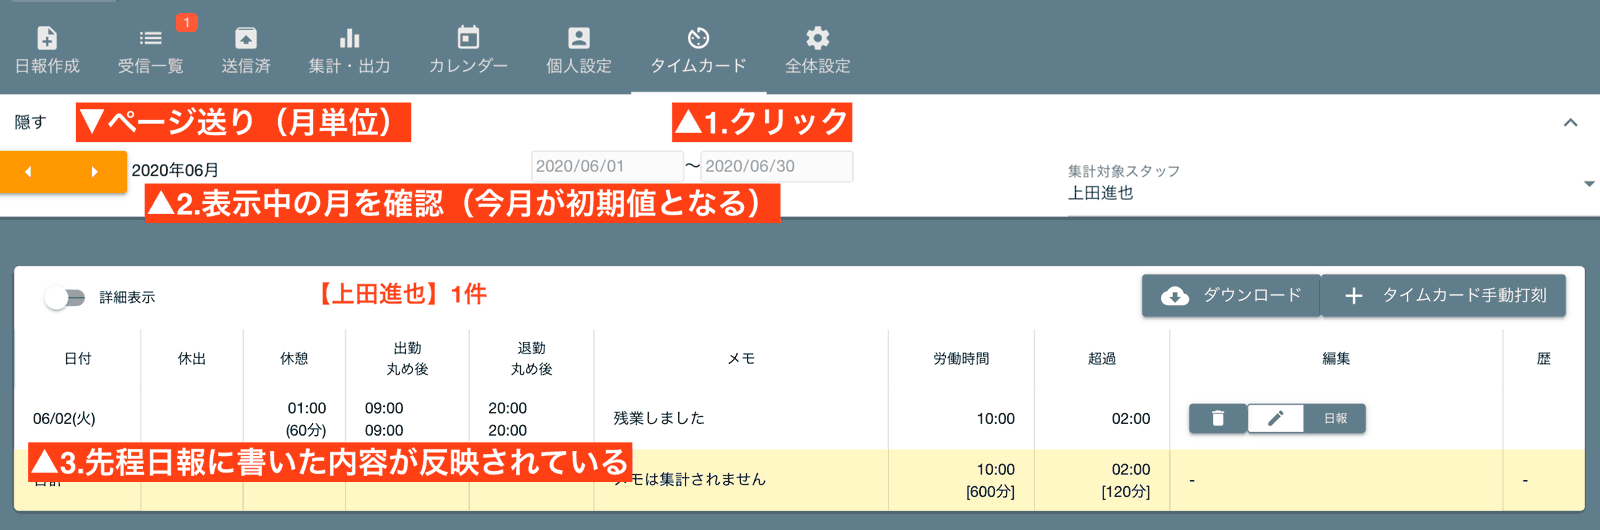 1
日報作成
受信一覧
送信済
集計・出力
カレンダー
個人設定
タイムカード
全体設定
隠す
▼ページ送り（月単位）
▲1.クリック
2020年06月
2020/06/01
〜
2020/06/30
集計対象スタッフ
上田進也
▲2.表示中の月を確認（今月が初期値となる）
詳細表示
【上田進也】1件
ダウンロード
タイムカード手動打刻
日付
休出
休憩
出勤
丸め後
退勤
丸め後
メモ
労働時間
超過
編集
歴
06/02(火)
01:00
(60分)
09:00
09:00
20:00
20:00
残業しました
10:00
02:00
日報
▲3.先程日報に書いた内容が反映されている
メモは集計されません
10:00
[600分]
02:00
[120分]
-
-